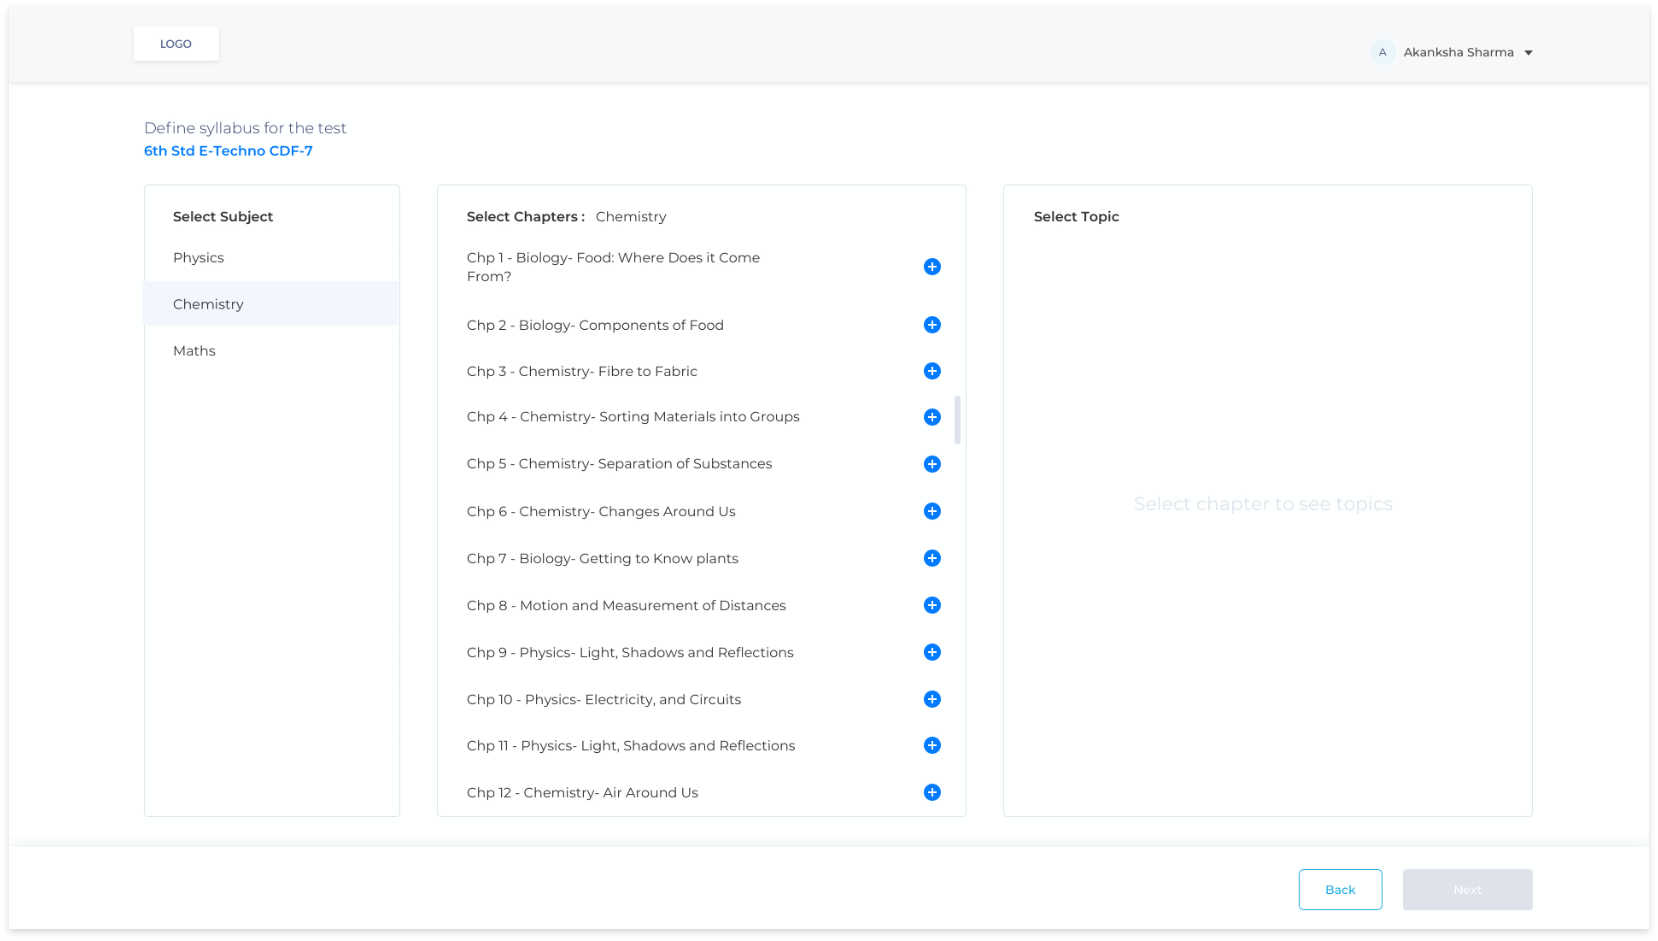 LOGO
A
Akanksha Sharma
Define syllabus for the test
6th Std E-Techno CDF-7
Select Subject
Physics
Chemistry
Maths
Select Chapters : Chemistry
Chp 1 - Biology- Food: Where Does it Come
From?
Chp 2 - Biology- Components of Food
Chp 3 - Chemistry- Fibre to Fabric
Chp 4 - Chemistry- Sorting Materials into Groups
Chp 5 - Chemistry- Separation of Substances
Chp 6 - Chemistry- Changes Around Us
Chp 7 - Biology- Getting to Know plants
Chp 8 - Motion and Measurement of Distances
Chp 9 - Physics- Light, Shadows and Reflections
Chp 10 - Physics- Electricity, and Circuits
Chp 11 - Physics- Light, Shadows and Reflections
Chp 12 - Chemistry- Air Around Us
Select Topic
Select chapter to see topics
Back
Next